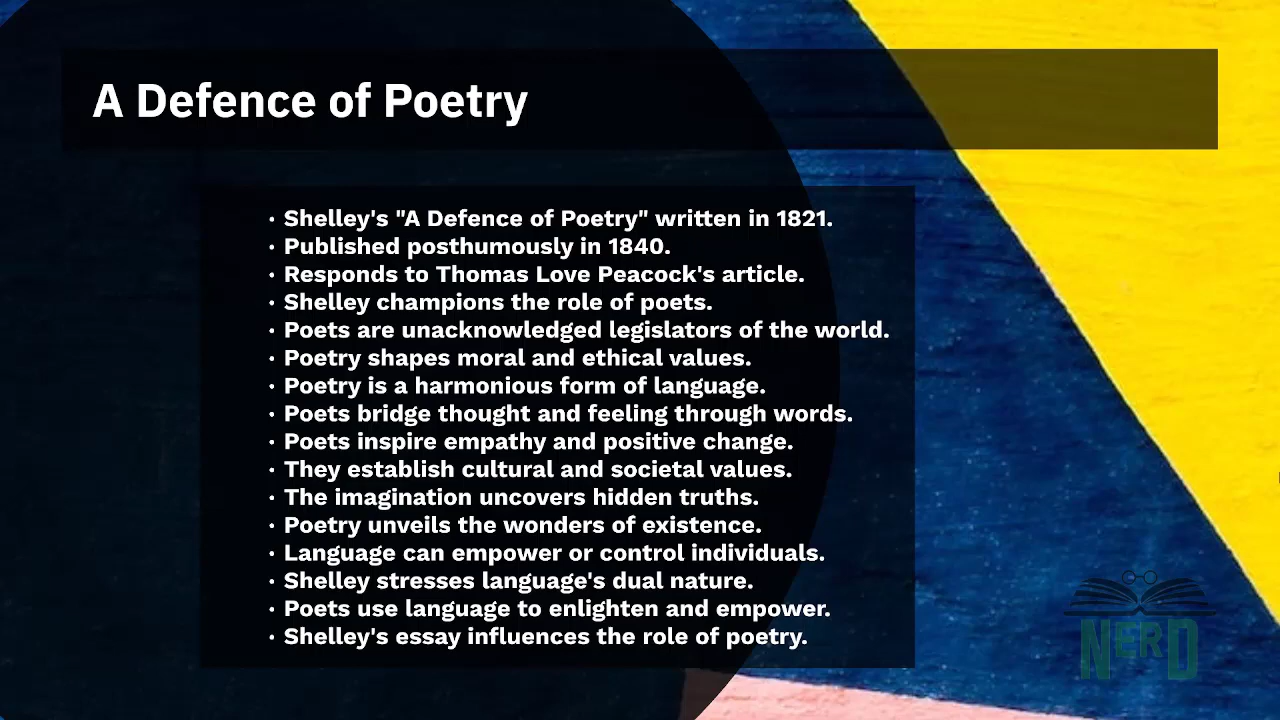 A Defence of Poetry
· Shelley's "A Defence of Poetry" written in 1821.
· Published posthumously in 1840.
· Responds to Thomas Love Peacock's article.
· Shelley champions the role of poets.
· Poets are unacknowledged legislators of the world.
· Poetry shapes moral and ethical values.
· Poetry is a harmonious form of language.
· Poets bridge thought and feeling through words.
· Poets inspire empathy and positive change.
· They establish cultural and societal values.
· The imagination uncovers hidden truths.
· Poetry unveils the wonders of existence.
· Language can empower or control individuals.
· Shelley stresses language's dual nature.
· Poets use language to enlighten and empower.
· Shelley's essay influences the role of poetry.
NERD